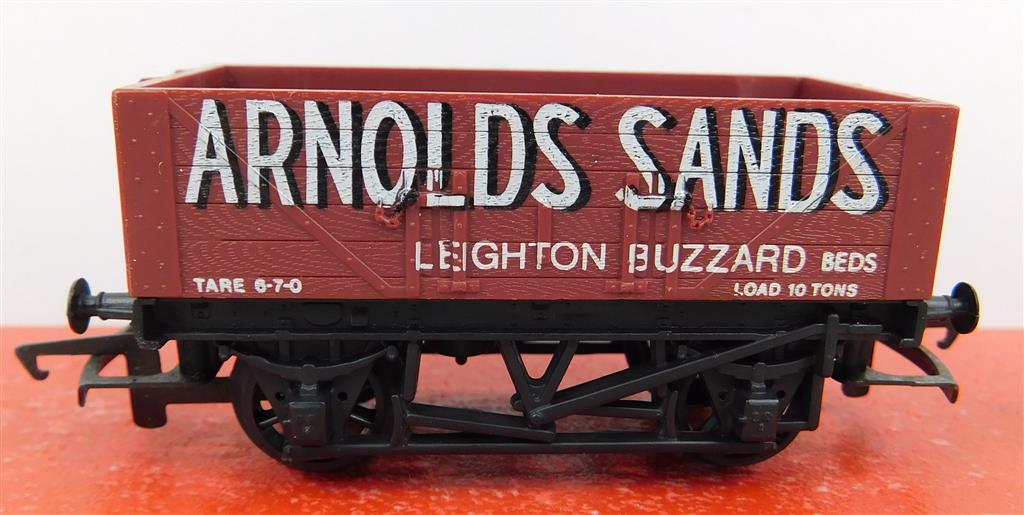 ARNOLDS SANDS
LEIGHTON BUZZARD BEDS
TARE 6-7-0 LOAD 10 TONS